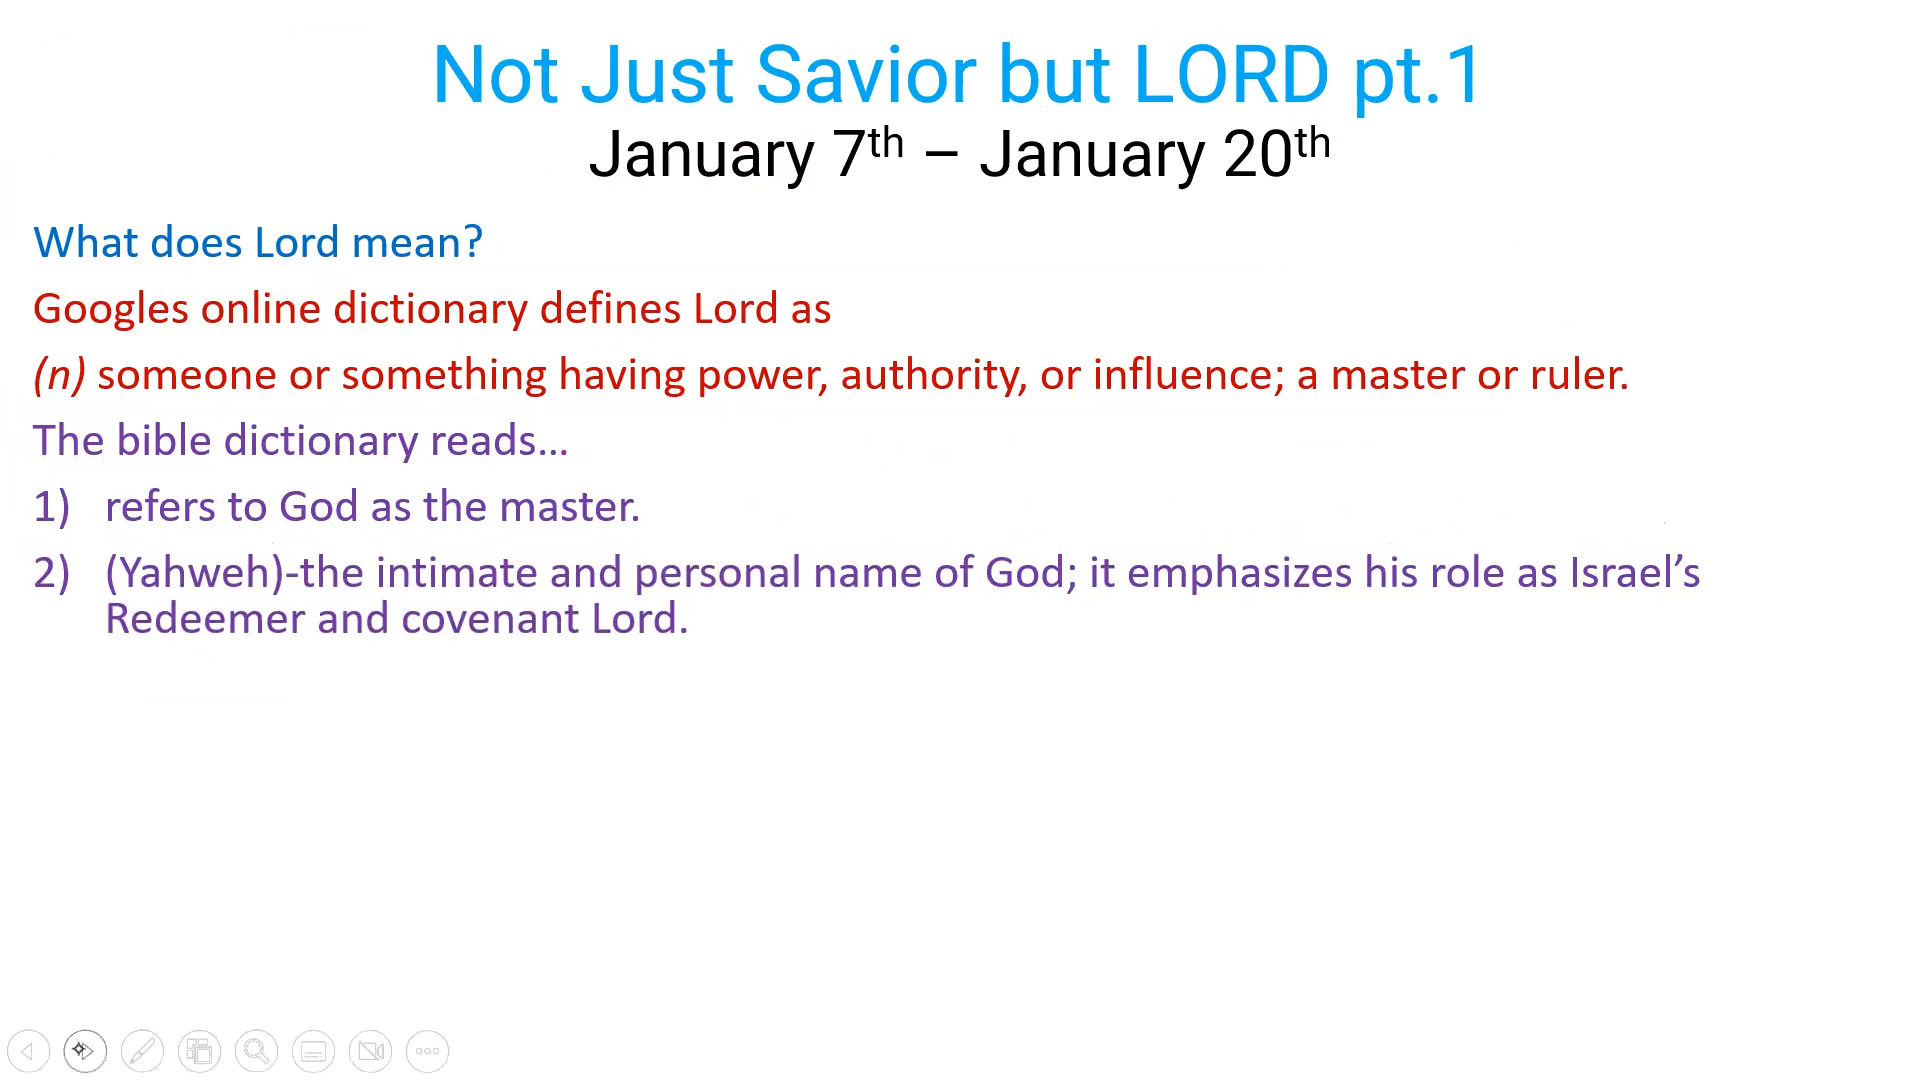 Not Just Savior but LORD pt.1
January 7th – January 20th
What does Lord mean?
Googles online dictionary defines Lord as
(n) someone or something having power, authority, or influence; a master or ruler.
The bible dictionary reads...
1) refers to God as the master.
2) (Yahweh)-the intimate and personal name of God; it emphasizes his role as Israel’s
Redeemer and covenant Lord.